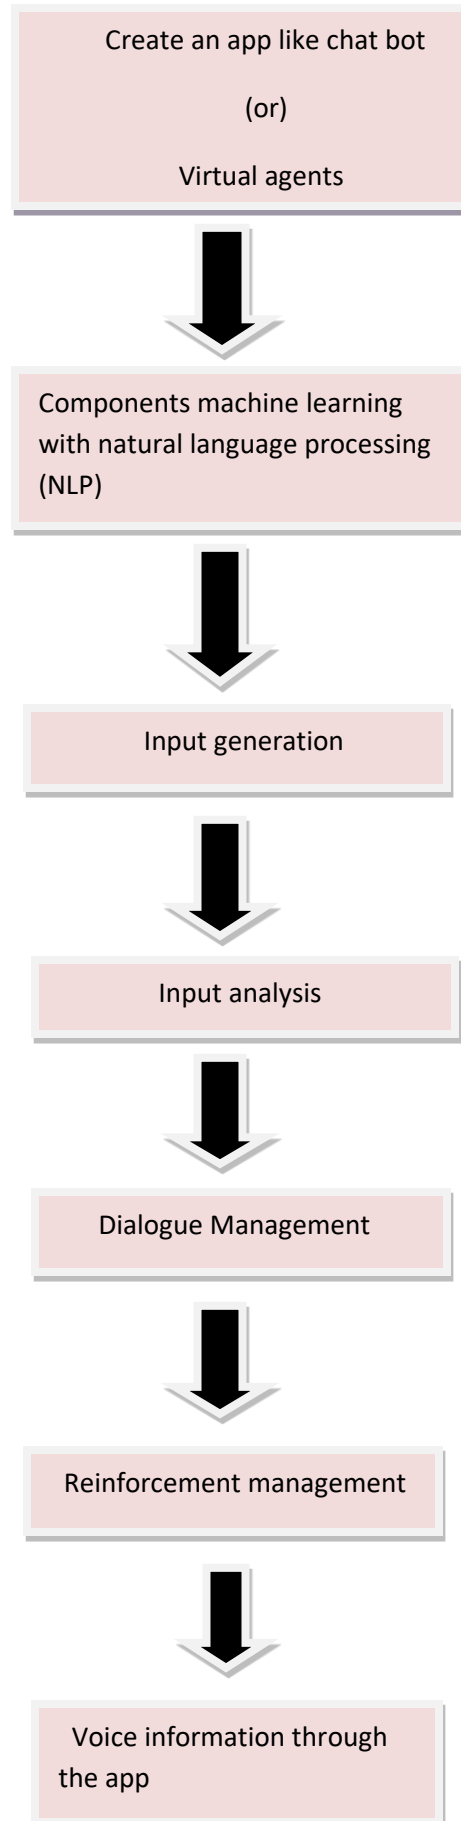 Create an app like chat bot
(or)
Virtual agents
Components machine learning
with natural language processing
(NLP)
Input generation
Input analysis
Dialogue Management
Reinforcement management
Voice information through
the app